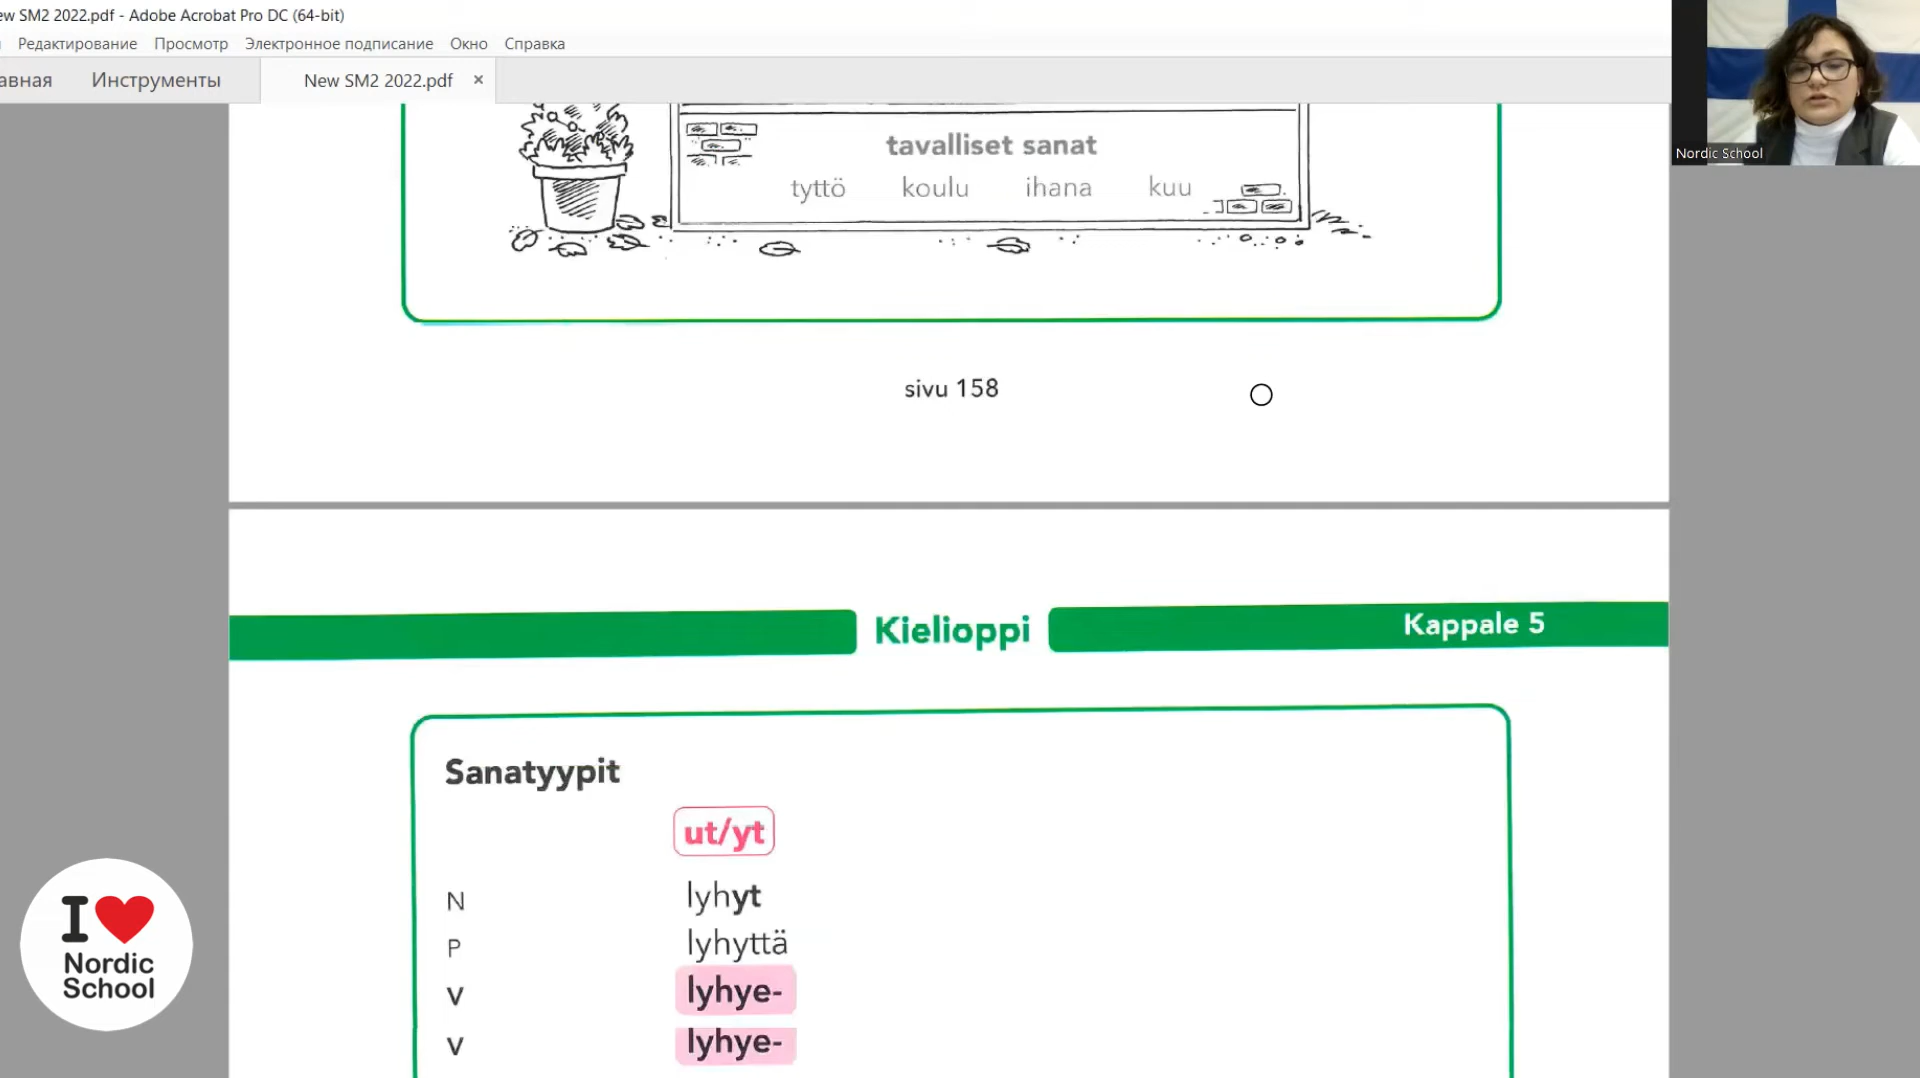 ew SM2 2022.pdf - Adobe Acrobat Pro DC (64-bit)
Редактирование Просмотр Электронное подписание Окно Справка
авная Инструменты New SM2 2022.pdf ×
Nordic School
tavalliset sanat
tyttö koulu ihana kuu
sivu 158
Kielioppi Kappale 5
Sanatyypit
ut/yt
N lyhyt
P lyhyttä
V lyhye-
V lyhye-
I
Nordic
School